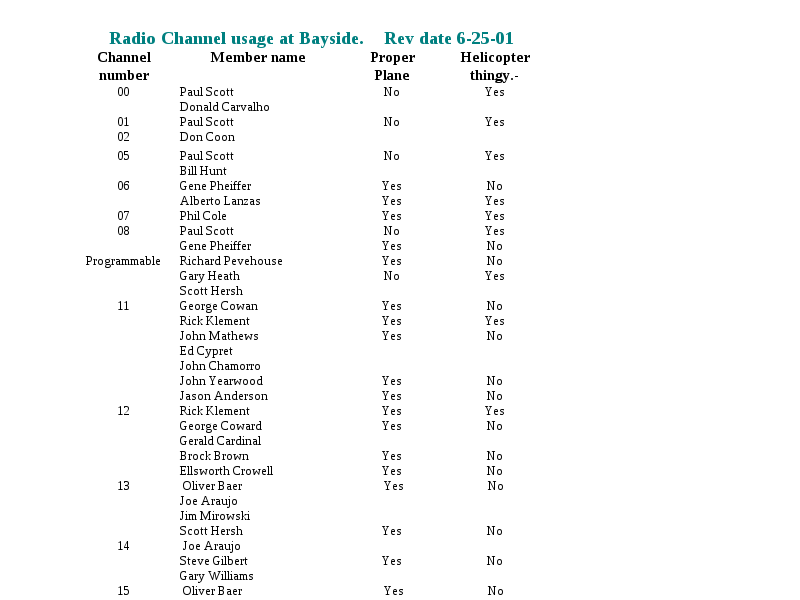 Radio Channel usage at Bayside. Rev date 6-25-01
Channel number Member name Proper Plane Helicopter thingy.-
00 Paul Scott No Yes
Donald Carvalho
01 Paul Scott No Yes
02 Don Coon
05 Paul Scott No Yes
Bill Hunt
06 Gene Pheiffer Yes No
Alberto Lanzas Yes Yes
07 Phil Cole Yes Yes
08 Paul Scott No Yes
Gene Pheiffer Yes No
Programmable Richard Pevehouse Yes No
Gary Heath No Yes
Scott Hersh
11 George Cowan Yes No
Rick Klement Yes Yes
John Mathews Yes No
Ed Cypret
John Chamorro
John Yearwood Yes No
Jason Anderson Yes No
12 Rick Klement Yes Yes
George Coward Yes No
Gerald Cardinal
Brock Brown Yes No
Ellsworth Crowell Yes No
13 Oliver Baer Yes No
Joe Araujo
Jim Mirowski
Scott Hersh Yes No
14 Joe Araujo
Steve Gilbert Yes No
Gary Williams
15 Oliver Baer Yes No